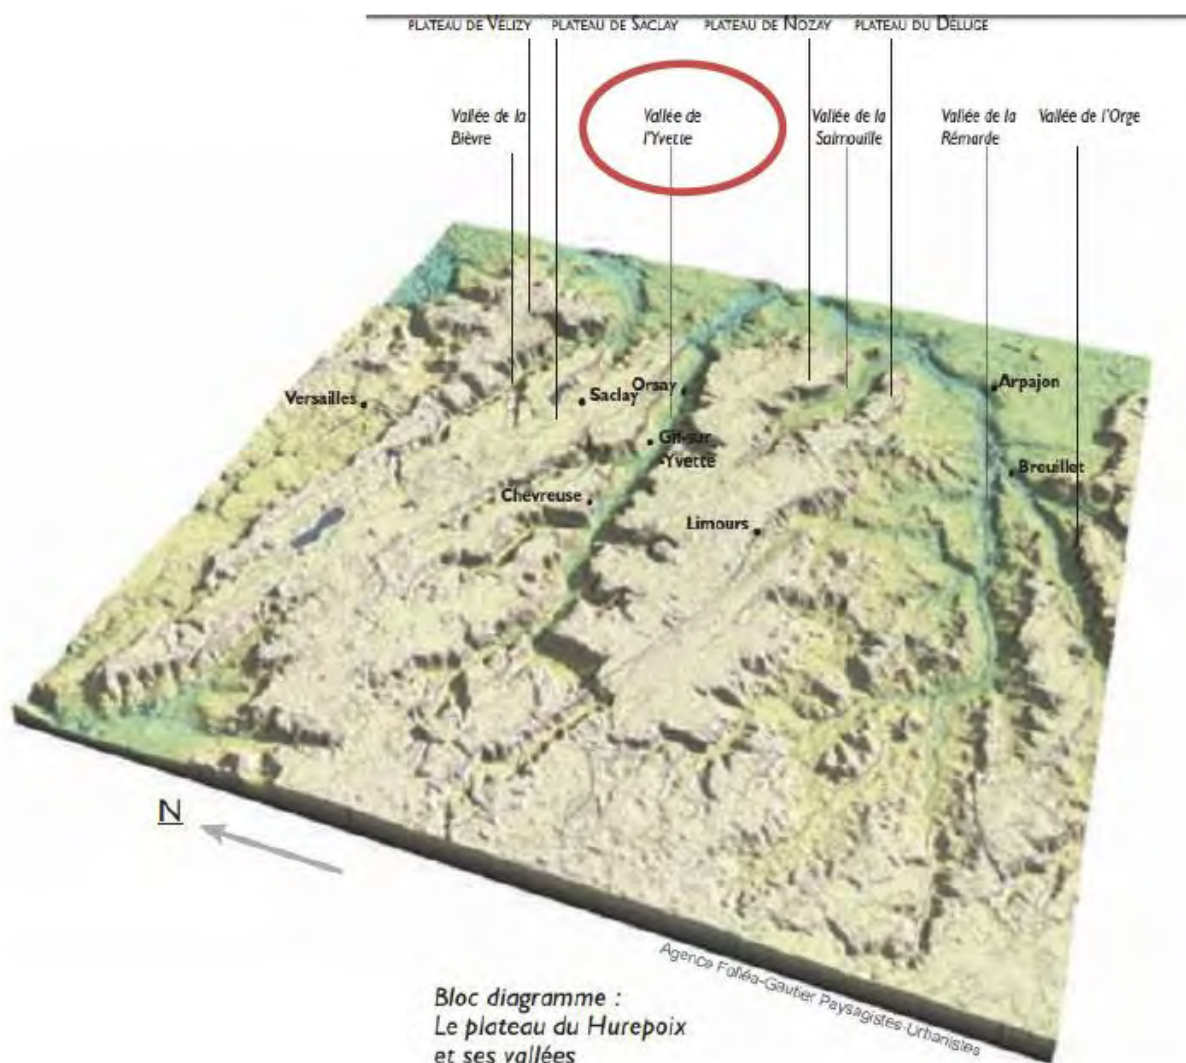 PLATEAU DE VÉLIZY PLATEAU DE SACLAY PLATEAU DE NOZAY PLATEAU DU DÉLUGE
Vallée de la
Bièvre
Vallée de
l'Yvette
Vallée de la
Salmouille
Vallée de la
Rémarde
Vallée de l'Orge
Versailles
Saclay
Orsay
Arpajon
Gif-sur
-Yvette
Breuillet
Chevreuse
Limours
N
Agence Folléa-Gautier Paysagistes-Urbanistes
Bloc diagramme :
Le plateau du Hurepoix
et ses vallées